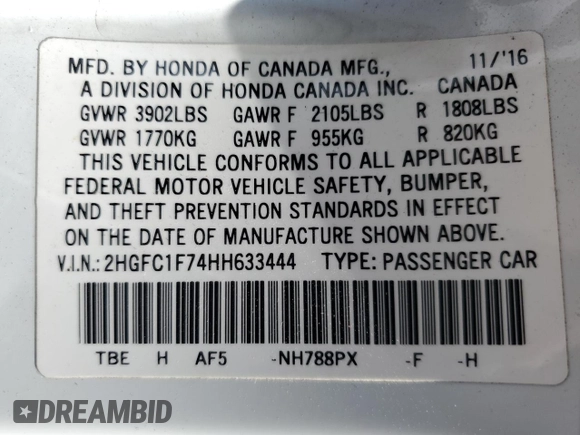 MFD. BY HONDA OF CANADA MFG., 11/'16
A DIVISION OF HONDA CANADA INC. CANADA
GVWR 3902LBS GAWR F 2105LBS R 1808LBS
GVWR 1770KG GAWR F 955KG R 820KG
THIS VEHICLE CONFORMS TO ALL APPLICABLE
FEDERAL MOTOR VEHICLE SAFETY, BUMPER,
AND THEFT PREVENTION STANDARDS IN EFFECT
ON THE DATE OF MANUFACTURE SHOWN ABOVE.
V.I.N.: 2HGFC1F74HH633444 TYPE: PASSENGER CAR
TBE H AF5 -NH788PX -F -H
DREAMBID